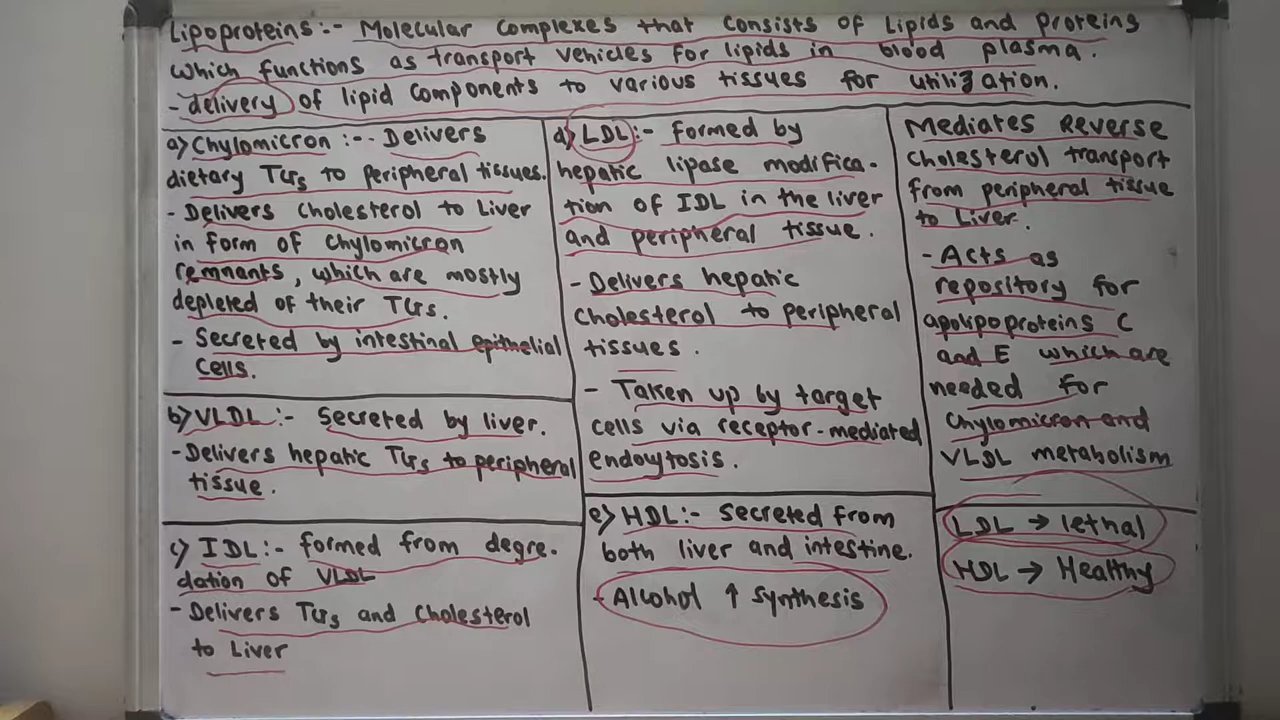 Lipoproteins:- Molecular Complexes that consists of Lipids and proteins
which functions as transport vehicles for lipids in blood plasma.
- delivery of lipid components to various tissues for utilization.
a) Chylomicron :-- Delivers
dietary TGs to peripheral tissues.
- Delivers cholesterol to Liver
in form of chylomicron
remnants, which are mostly
depleted of their TGs.
- Secreted by intestinal epithelial
cells.
b) VLDL :- Secreted by liver.
- Delivers hepatic TGs to peripheral
tissue.
c) IDL :- formed from degre-
dation of VLDL
- Delivers TGs and Cholesterol
to Liver
d) LDL :- formed by
hepatic lipase modifica-
tion of IDL in the liver
and peripheral tissue.
- Delivers hepatic
cholesterol to peripheral
tissues.
- Taken up by target
cells via receptor-mediated
endoytosis.
e) HDL :- Secreted from
both liver and intestine.
- Alcohol ↑ synthesis
Mediates Reverse
cholesterol transport
from peripheral tissue
to Liver.
- Acts as
repository for
apolipoproteins C
and E which are
needed for
chylomicron and
VLDL metabolism
LDL → lethal
HDL → Healthy